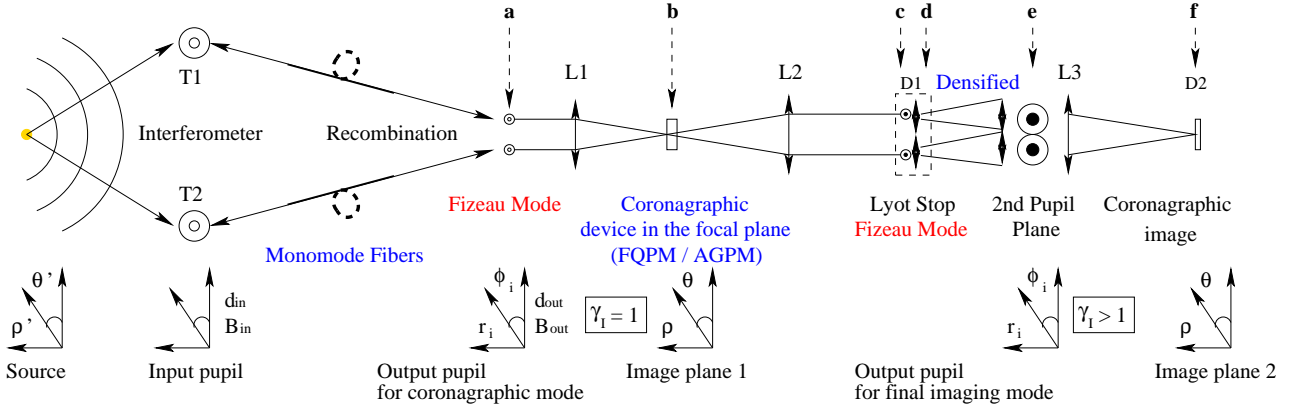 a b c d e f
T1 L1 L2 D1 Densified L3 D2
Interferometer Recombination
T2
Fizeau Mode Coronagraphic Lyot Stop 2nd Pupil Coronagraphic
device in the focal plane Fizeau Mode Plane image
Monomode Fibers (FQPM / AGPM)
θ' d_in ϕ_i d_out θ ϕ_i θ
ρ' B_in r_i B_out γ_I = 1 ρ r_i γ_I > 1 ρ
Source Input pupil Output pupil Image plane 1 Output pupil Image plane 2
for coronagraphic mode for final imaging mode